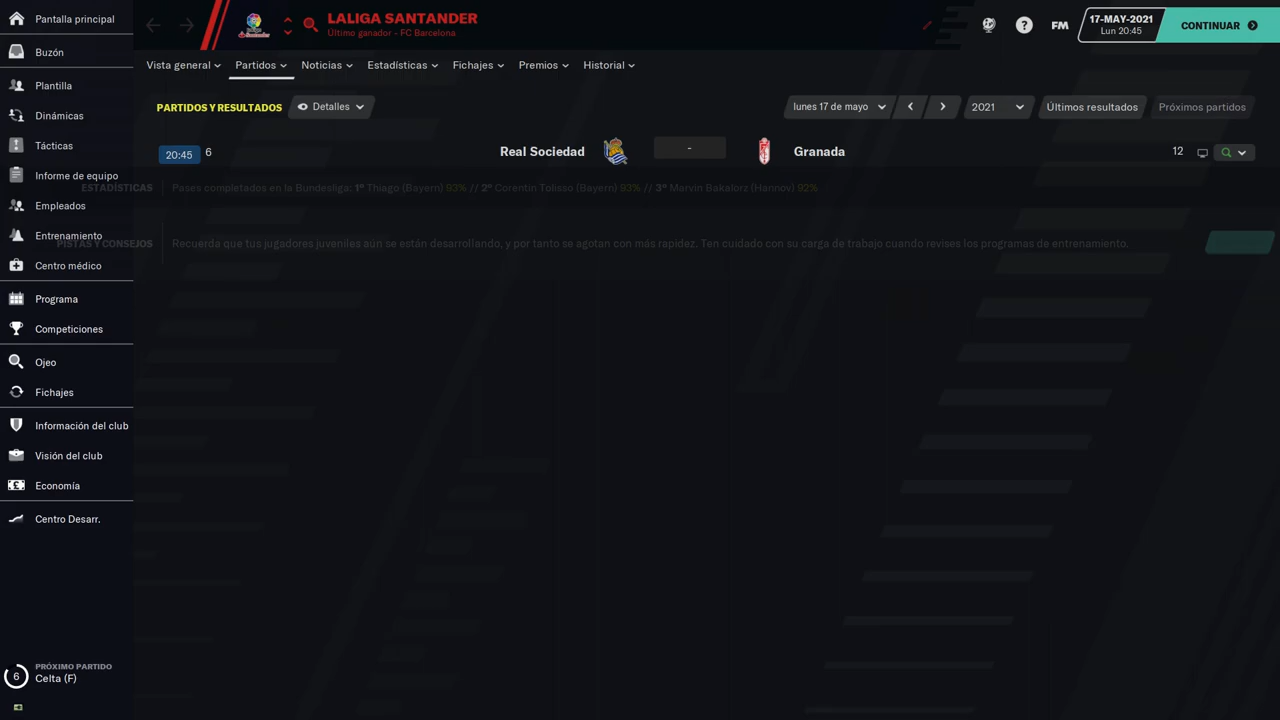 Pantalla principal
LALIGA SANTANDER
Último ganador - FC Barcelona
FM
17-MAY-2021
Lun 20:45
CONTINUAR
Buzón
Vista general
Partidos
Noticias
Estadísticas
Fichajes
Premios
Historial
Plantilla
PARTIDOS Y RESULTADOS
Detalles
lunes 17 de mayo
2021
Últimos resultados
Próximos partidos
Dinámicas
Tácticas
20:45
6
Real Sociedad
-
Granada
12
Informe de equipo
ESTADÍSTICAS
Pases completados en la Bundesliga: 1º Thiago (Bayern) 93% // 2º Corentin Tolisso (Bayern) 93% // 3º Marvin Bakalorz (Hannov) 92%
Empleados
Entrenamiento
PISTAS Y CONSEJOS
Recuerda que tus jugadores juveniles aun se están desarrollando, y por tanto se agotan con más rapidez. Ten cuidado con su carga de trabajo cuando revises los programas de entrenamiento.
Centro médico
Programa
Competiciones
Ojeo
Fichajes
Información del club
Visión del club
Economía
Centro Desarr.
6
PRÓXIMO PARTIDO
Celta (F)